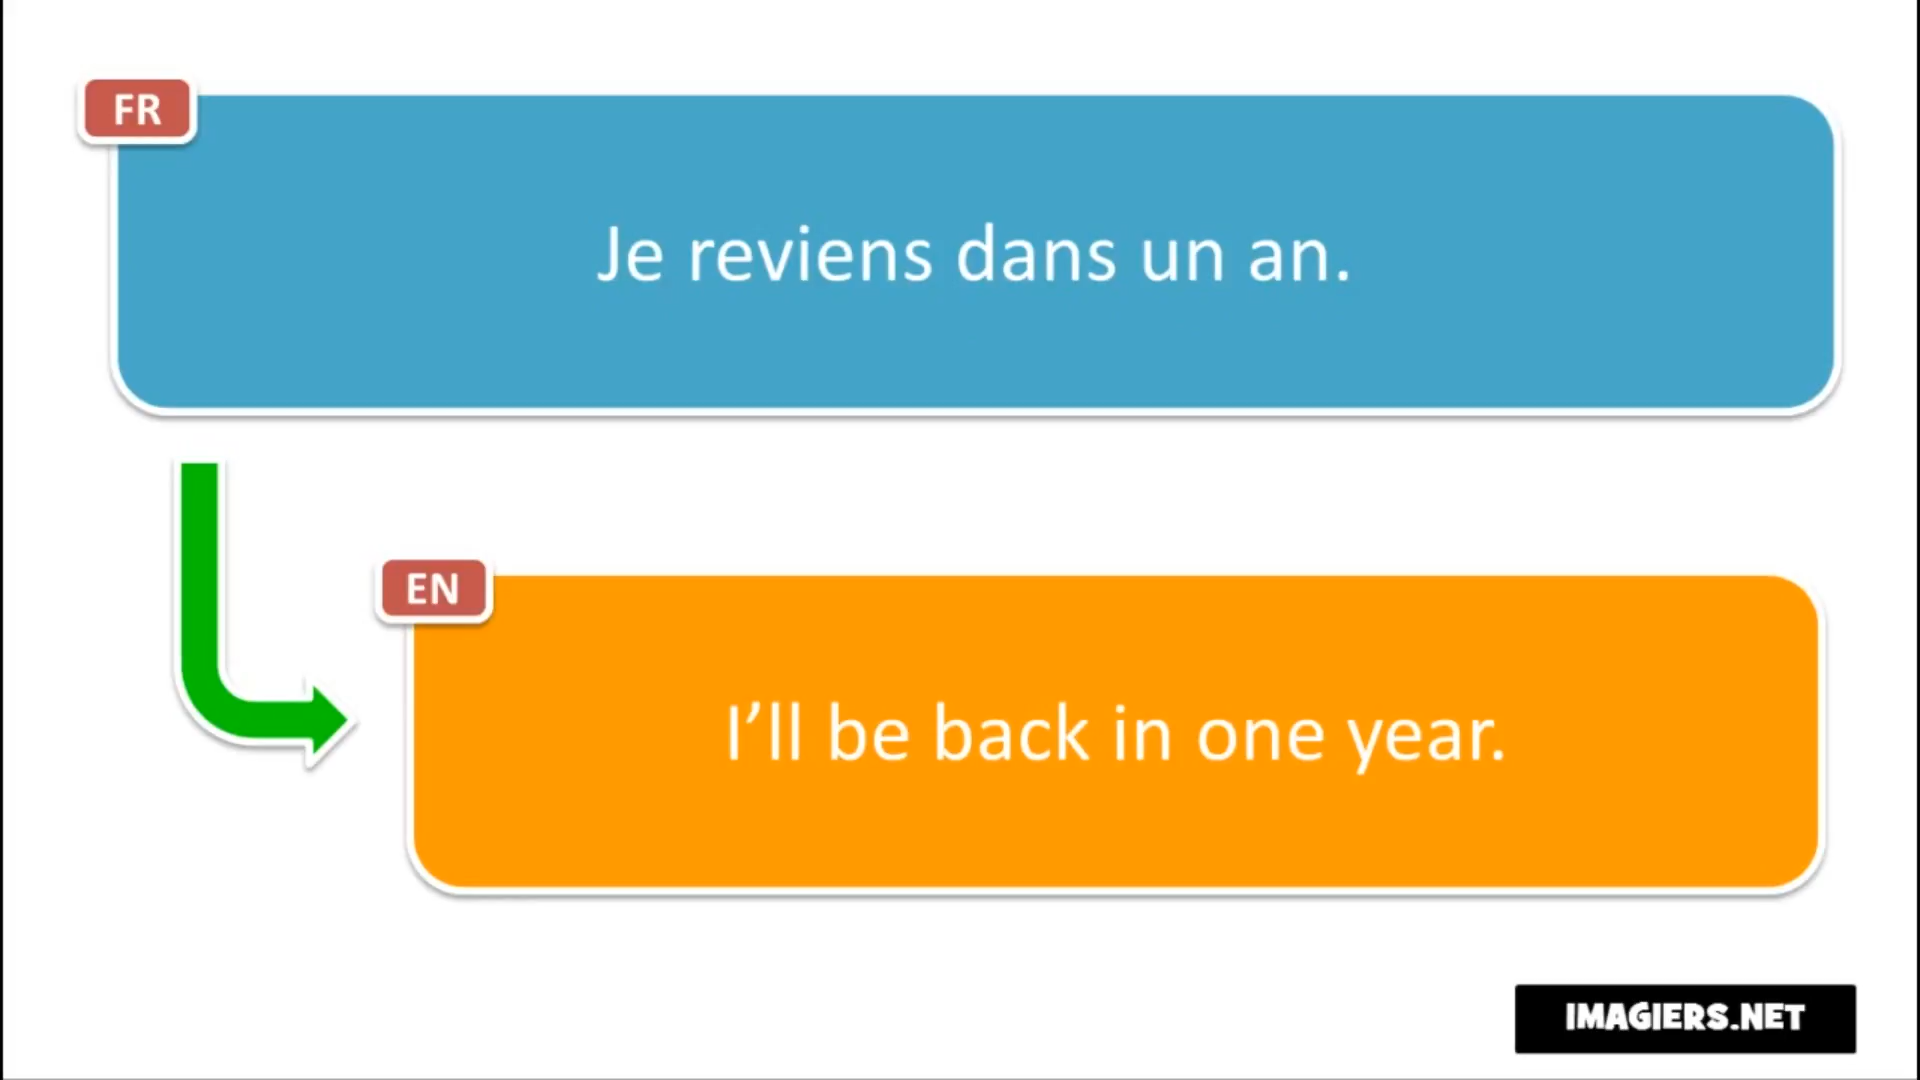 FR
Je reviens dans un an.
EN
I’ll be back in one year.
IMAGIERS.NET